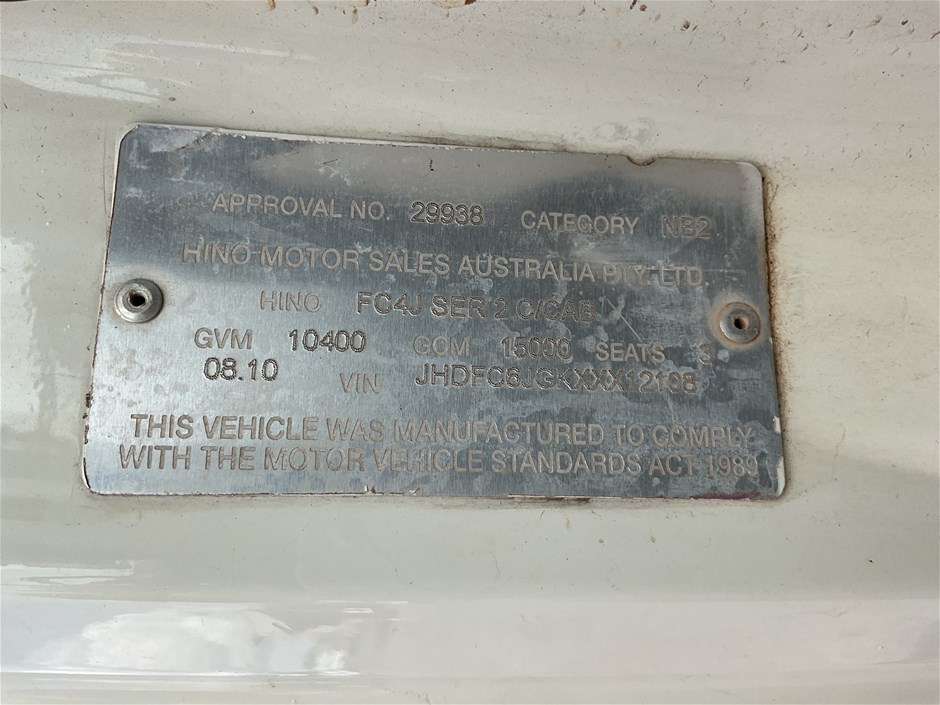 APPROVAL NO. 29938 CATEGORY NB2
HINO MOTOR SALES AUSTRALIA PTY. LTD.
HINO FC4J SER 2 C/CAB
GVM 10400 GCM 15000 SEATS 3
08.10 VIN JHDFC6JGKXXX12198
THIS VEHICLE WAS MANUFACTURED TO COMPLY
WITH THE MOTOR VEHICLE STANDARDS ACT 1989